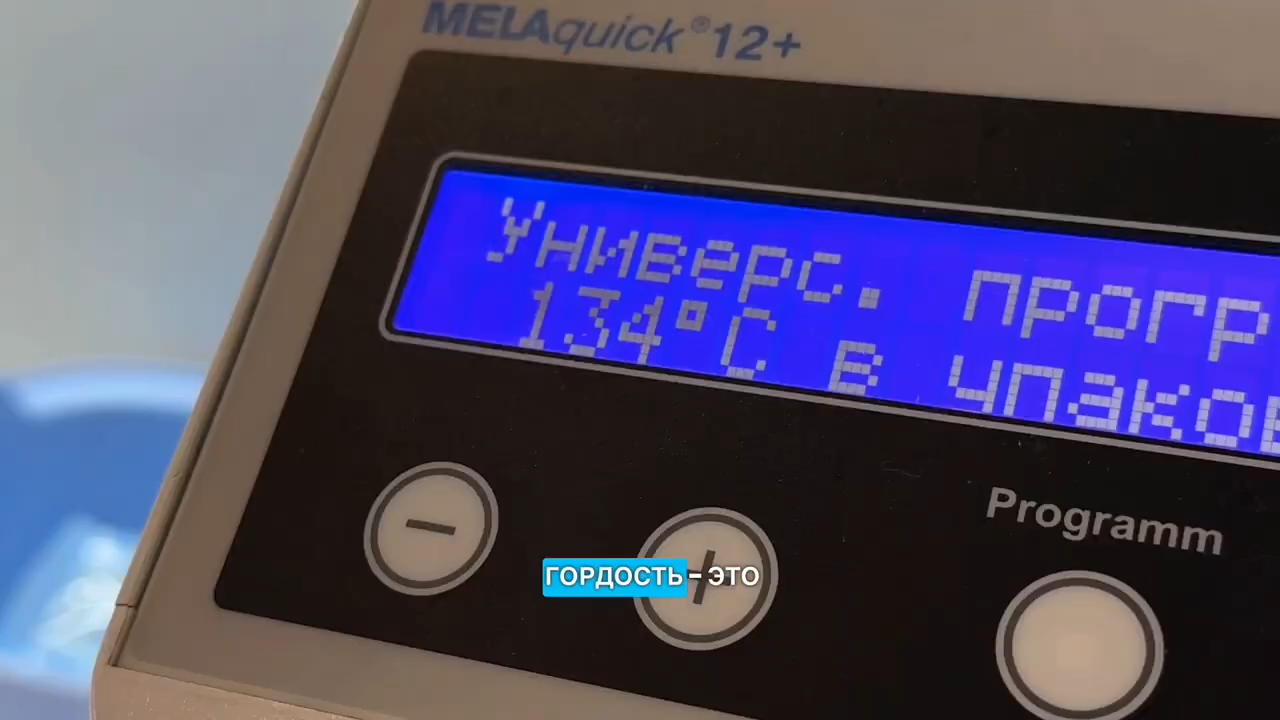 MELAquick®12+
Универс. прогр
134°C в упаков
Programm
ГОРДОСТЬ - ЭТО